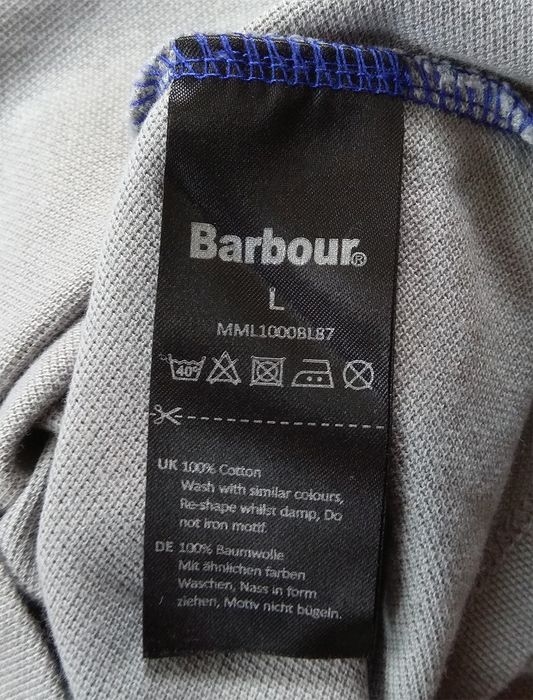 Barbour®
L
MML1000BL87
40°
UK 100% Cotton
Wash with similar colours,
Re-shape whilst damp, Do
not iron motif.
DE 100% Baumwolle
Mit ähnlichen farben
Waschen, Nass in form
ziehen, Motiv nicht bügeln.